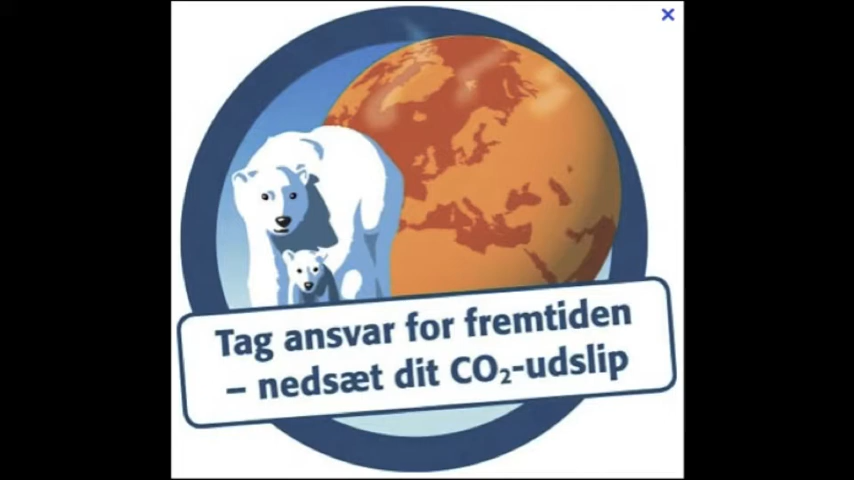 Tag ansvar for fremtiden
– nedsæt dit CO₂-udslip